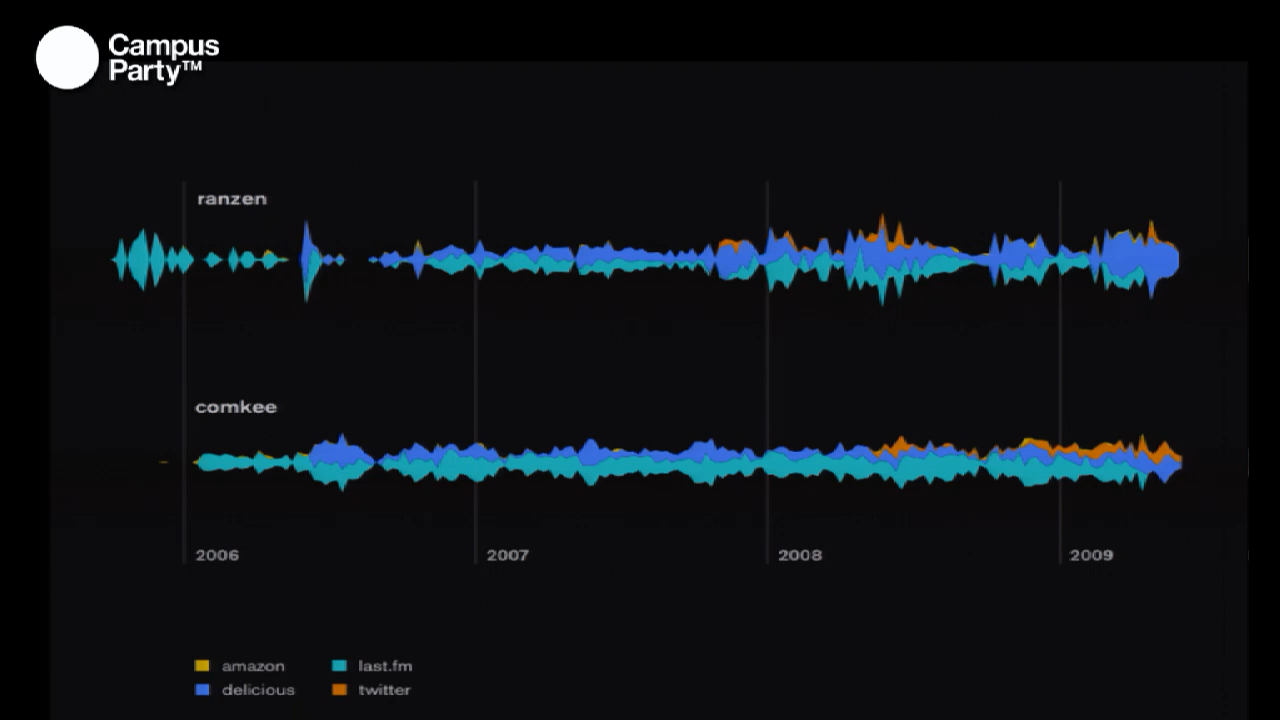 Campus
Party™
ranzen
comkee
2006 2007 2008 2009
amazon last.fm
delicious twitter